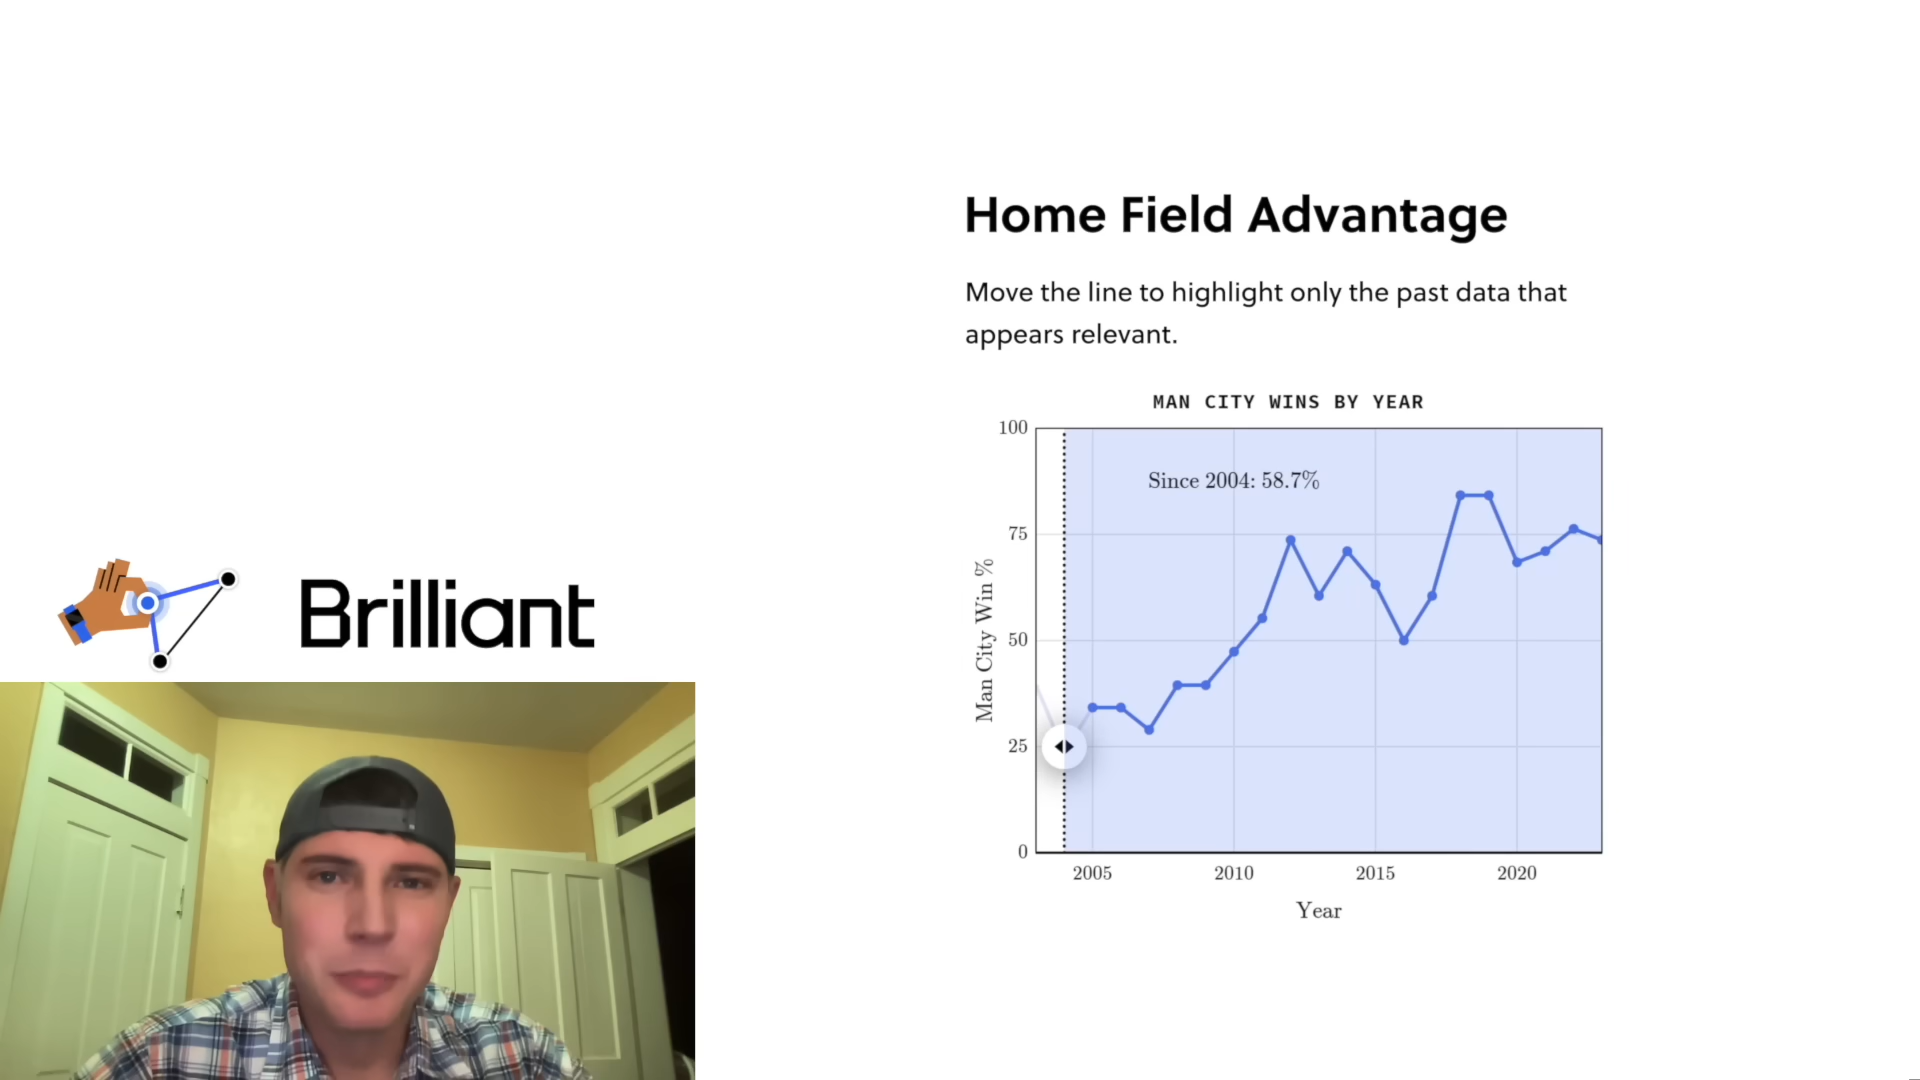 Home Field Advantage
Move the line to highlight only the past data that
appears relevant.
MAN CITY WINS BY YEAR
100
Since 2004: 58.7%
75
50
25
0
Man City Win %
2005 2010 2015 2020
Year
Brilliant